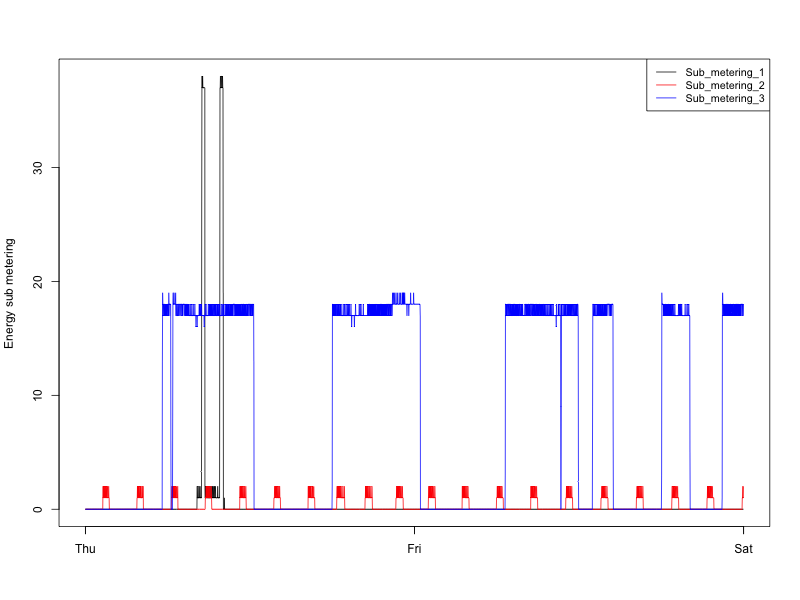 Sub_metering_1
Sub_metering_2
Sub_metering_3
Energy sub metering
30
20
10
0
Thu Fri Sat